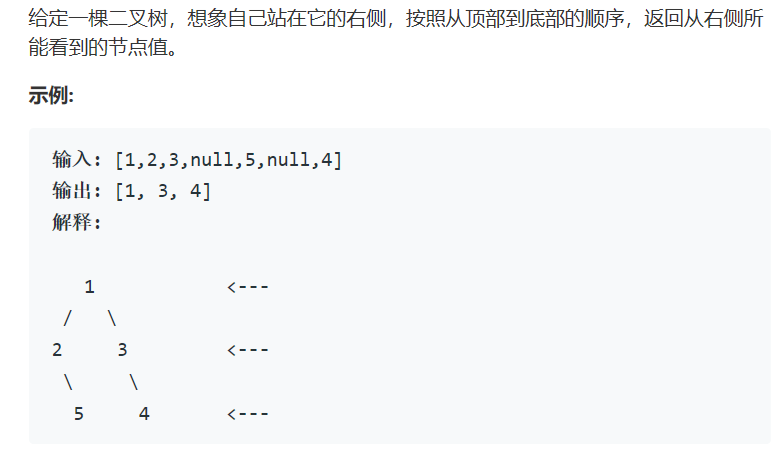 给定一棵二叉树，想象自己站在它的右侧，按照从顶部到底部的顺序，返回从右侧所
能看到的节点值。
示例:
输入: [1,2,3,null,5,null,4]
输出: [1, 3, 4]
解释:
   1            <---
 /   \
2     3         <---
 \     \
  5     4       <---